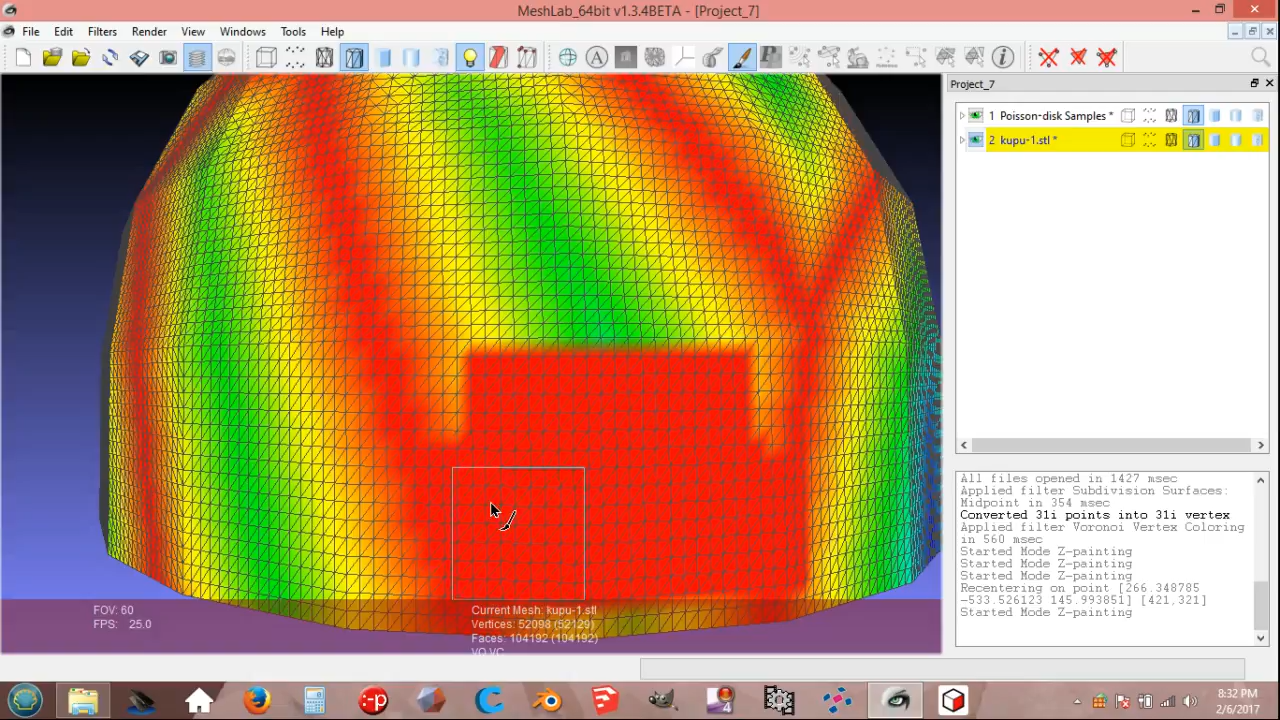 MeshLab_64bit v1.3.4BETA - [Project_7]
File Edit Filters Render View Windows Tools Help
Project_7
1 Poisson-disk Samples *
2 kupu-1.stl *
All files opened in 1427 msec
Applied filter Subdivision Surfaces:
Midpoint in 354 msec
Converted 31i points into 31i vertex
Applied filter Voronoi Vertex Coloring
in 560 msec
Started Mode Z-painting
Started Mode Z-painting
Started Mode Z-painting
Recentering on point [266.348785
-533.526123 145.993851] [421,321]
Started Mode Z-painting
FOV: 60
FPS: 25.0
Current Mesh: kupu-1.stl
Vertices: 52098 (52129)
Faces: 104192 (104192)
VQ VC
8:32 PM
2/6/2017